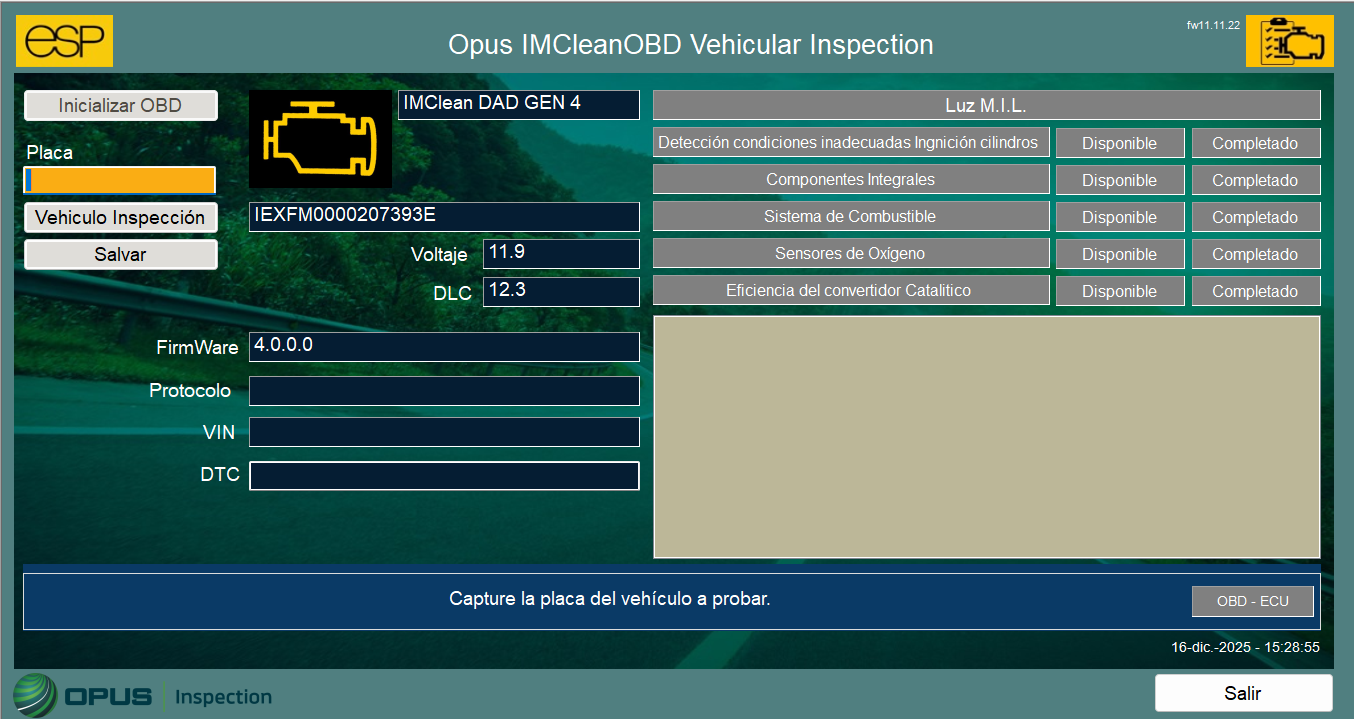 esp
Opus IMCleanOBD Vehicular Inspection
fw11.11.22
Inicializar OBD
IMClean DAD GEN 4
Placa
Vehiculo Inspección
IEXFM0000207393E
Salvar
Voltaje 11.9
DLC 12.3
FirmWare 4.0.0.0
Protocolo
VIN
DTC
Luz M.I.L.
Detección condiciones inadecuadas Ingnición cilindros Disponible Completado
Componentes Integrales Disponible Completado
Sistema de Combustible Disponible Completado
Sensores de Oxígeno Disponible Completado
Eficiencia del convertidor Catalitico Disponible Completado
Capture la placa del vehículo a probar.
OBD - ECU
16-dic.-2025 - 15:28:55
OPUS Inspection
Salir